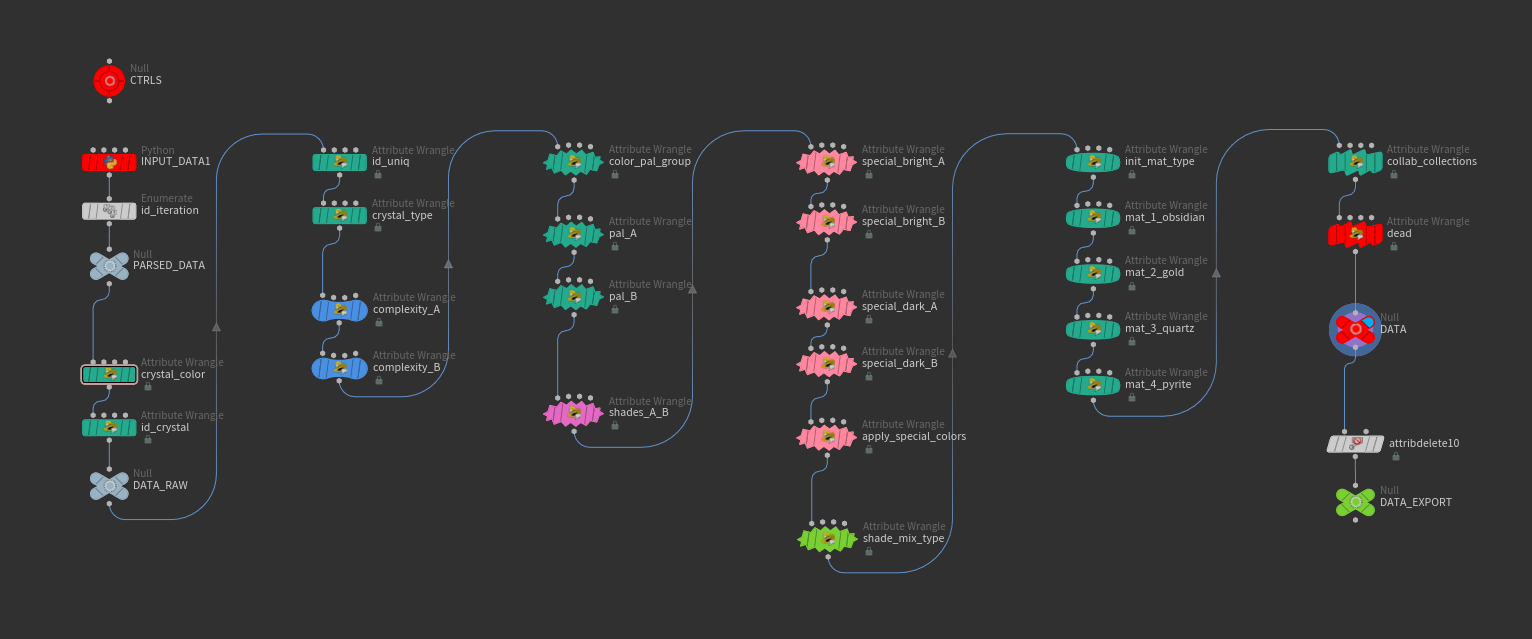 Null
CTRLS
Python
INPUT_DATA1
Enumerate
id_iteration
Null
PARSED_DATA
Attribute Wrangle
crystal_color
Attribute Wrangle
id_crystal
Null
DATA_RAW
Attribute Wrangle
id_uniq
Attribute Wrangle
crystal_type
Attribute Wrangle
complexity_A
Attribute Wrangle
complexity_B
Attribute Wrangle
color_pal_group
Attribute Wrangle
pal_A
Attribute Wrangle
pal_B
Attribute Wrangle
shades_A_B
Attribute Wrangle
special_bright_A
Attribute Wrangle
special_bright_B
Attribute Wrangle
special_dark_A
Attribute Wrangle
special_dark_B
Attribute Wrangle
apply_special_colors
Attribute Wrangle
shade_mix_type
Attribute Wrangle
init_mat_type
Attribute Wrangle
mat_1_obsidian
Attribute Wrangle
mat_2_gold
Attribute Wrangle
mat_3_quartz
Attribute Wrangle
mat_4_pyrite
Attribute Wrangle
collab_collections
Attribute Wrangle
dead
Null
DATA
attribdelete10
Null
DATA_EXPORT